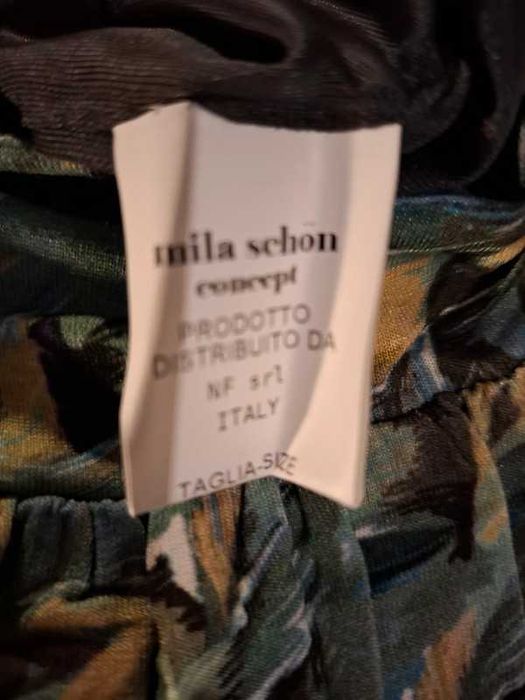 mila schön
concept
PRODOTTO
DISTRIBUITO DA
NF srl
ITALY
TAGLIA-SIZE